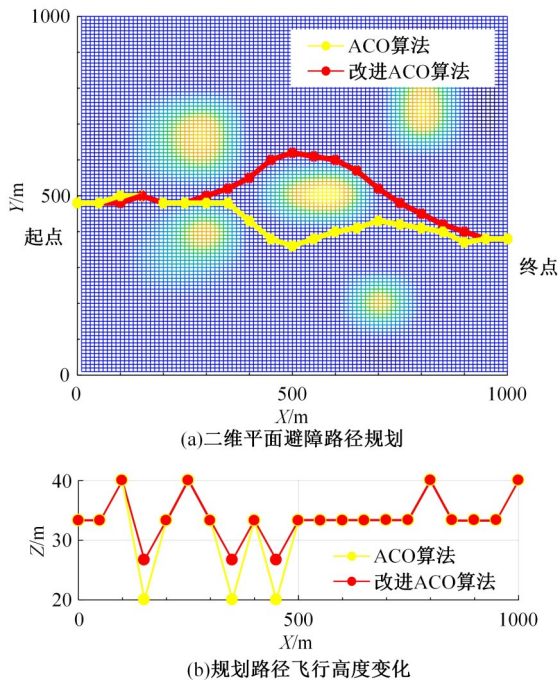 1000
ACO算法
改进ACO算法
Y/m
500
起点
终点
0
0
500
1000
X/m
(a)二维平面避障路径规划
40
Z/m
30
ACO算法
改进ACO算法
20
0
500
1000
X/m
(b)规划路径飞行高度变化